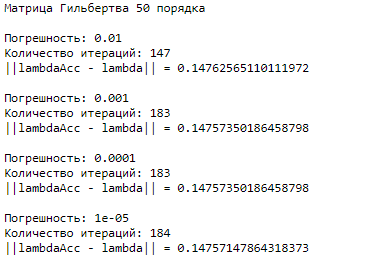 Матрица Гильбертва 50 порядка
Погрешность: 0.01
Количество итераций: 147
||lambdaAcc - lambda|| = 0.14762565110111972
Погрешность: 0.001
Количество итераций: 183
||lambdaAcc - lambda|| = 0.14757350186458798
Погрешность: 0.0001
Количество итераций: 183
||lambdaAcc - lambda|| = 0.14757350186458798
Погрешность: 1e-05
Количество итераций: 184
||lambdaAcc - lambda|| = 0.14757147864318373